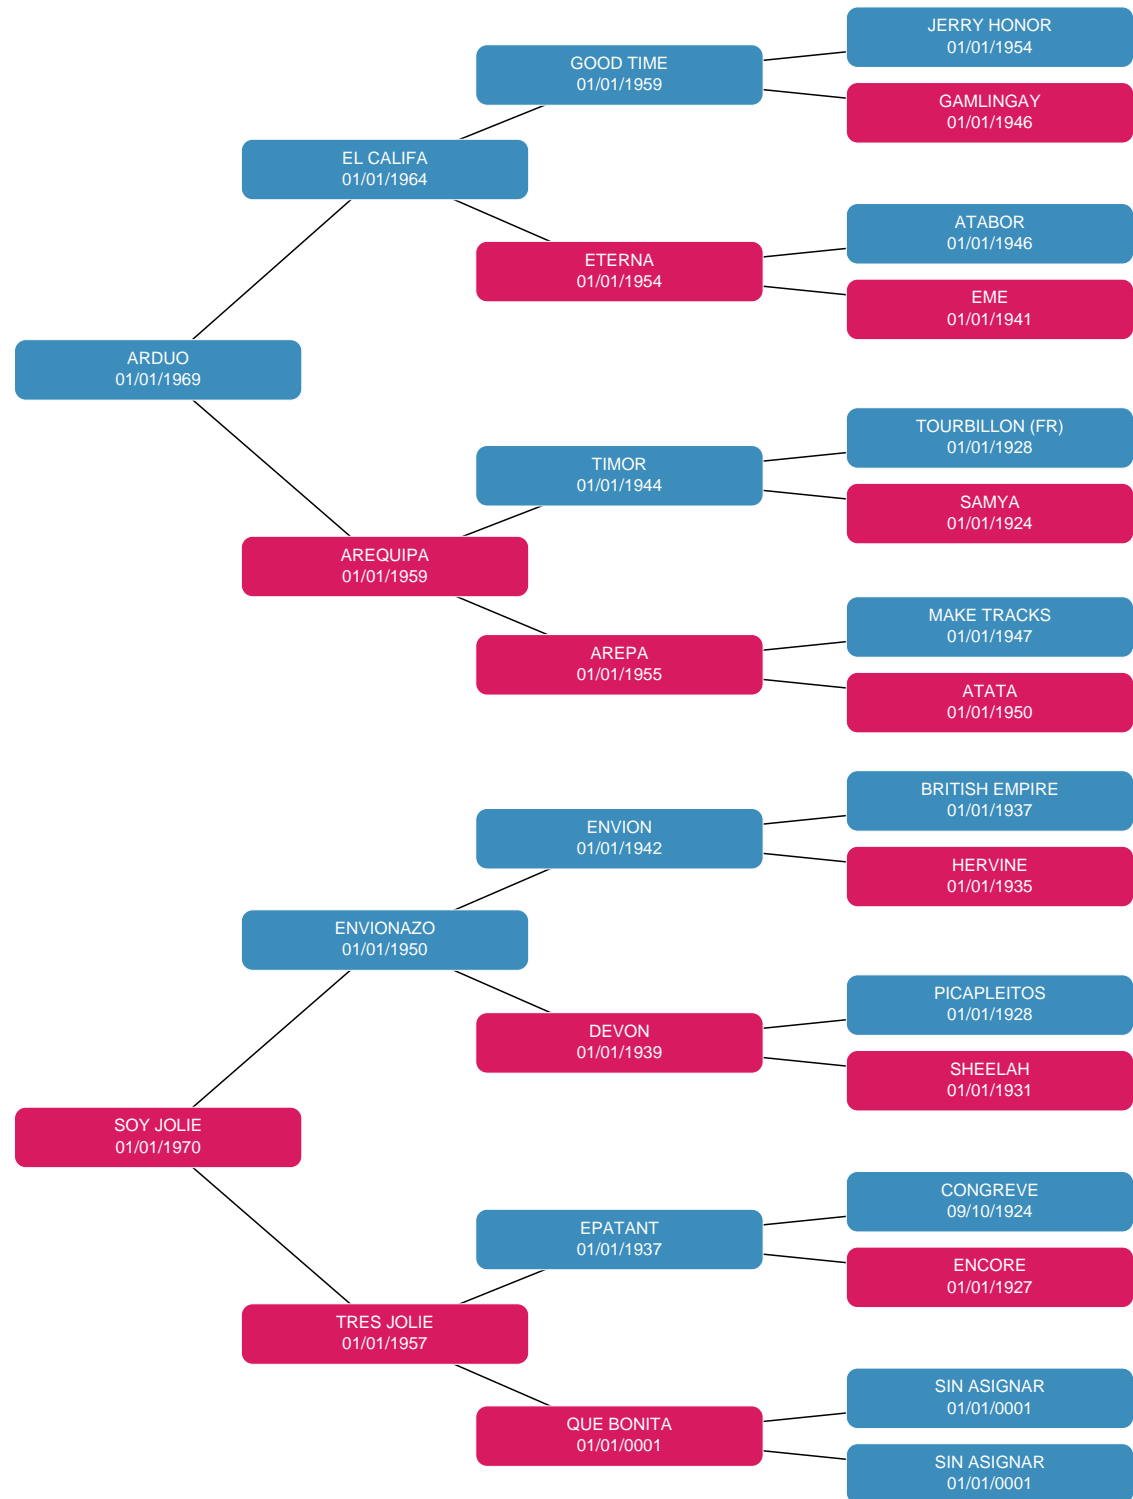 JERRY HONOR
01/01/1954
GOOD TIME
01/01/1959
GAMLINGAY
01/01/1946
EL CALIFA
01/01/1964
ATABOR
01/01/1946
ETERNA
01/01/1954
EME
01/01/1941
ARDUO
01/01/1969
TOURBILLON (FR)
01/01/1928
TIMOR
01/01/1944
SAMYA
01/01/1924
AREQUIPA
01/01/1959
MAKE TRACKS
01/01/1947
AREPA
01/01/1955
ATATA
01/01/1950
BRITISH EMPIRE
01/01/1937
ENVION
01/01/1942
HERVINE
01/01/1935
ENVIONAZO
01/01/1950
PICAPLEITOS
01/01/1928
DEVON
01/01/1939
SHEELAH
01/01/1931
SOY JOLIE
01/01/1970
CONGREVE
09/10/1924
EPATANT
01/01/1937
ENCORE
01/01/1927
TRES JOLIE
01/01/1957
SIN ASIGNAR
01/01/0001
QUE BONITA
01/01/0001
SIN ASIGNAR
01/01/0001